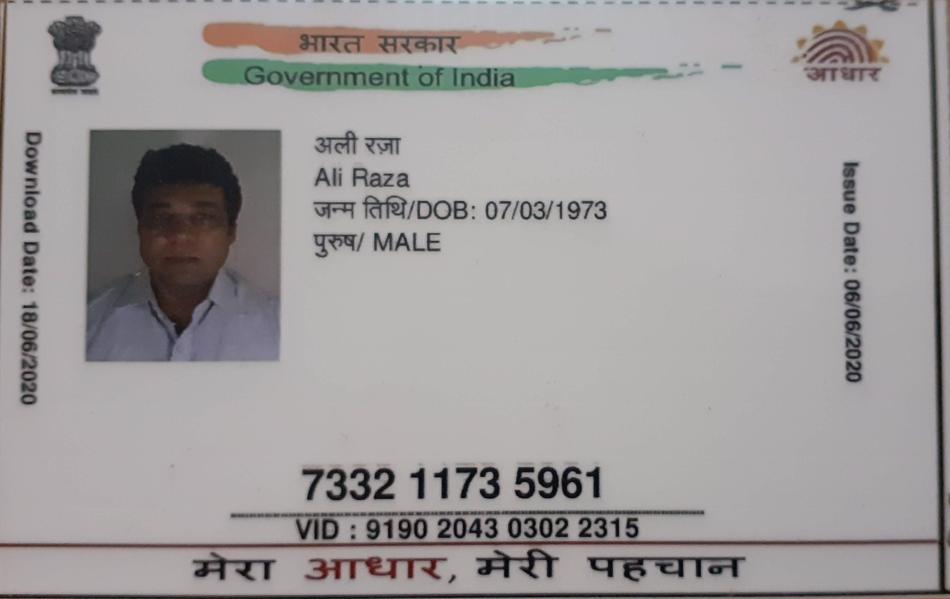 भारत सरकार
Government of India
आधार
Download Date: 18/06/2020
अली रज़ा
Ali Raza
जन्म तिथि/DOB: 07/03/1973
पुरुष/ MALE
Issue Date: 06/06/2020
7332 1173 5961
VID : 9190 2043 0302 2315
मेरा आधार, मेरी पहचान